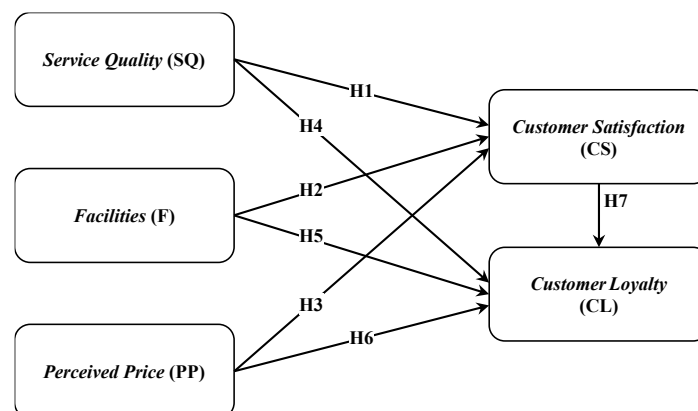 Service Quality (SQ)
H1
H4
Customer Satisfaction
(CS)
Facilities (F)
H2
H5
H7
H3
Customer Loyalty
(CL)
Perceived Price (PP)
H6